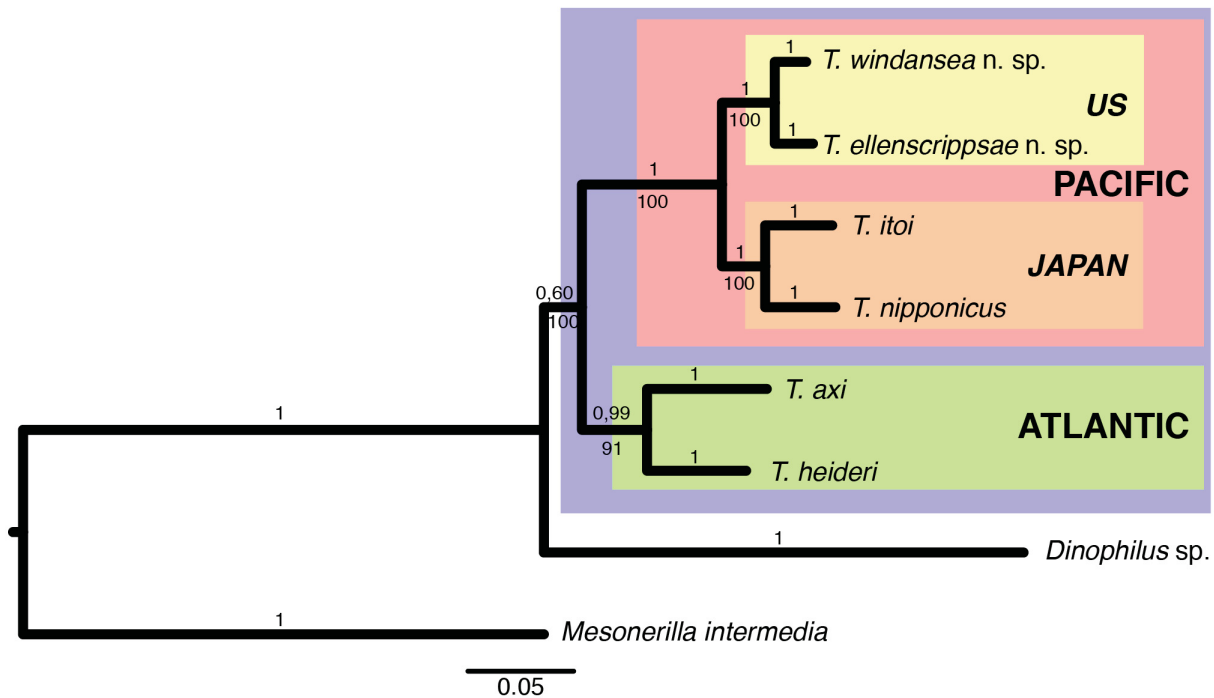 1
T. windansea n. sp.
1
100
US
1
T. ellenscrippsae n. sp.
1
100
PACIFIC
1
T. itoi
1
100
JAPAN
1
T. nipponicus
0,60
100
1
T. axi
0,99
91
ATLANTIC
1
1
T. heideri
1
Dinophilus sp.
1
Mesonerilla intermedia
0.05